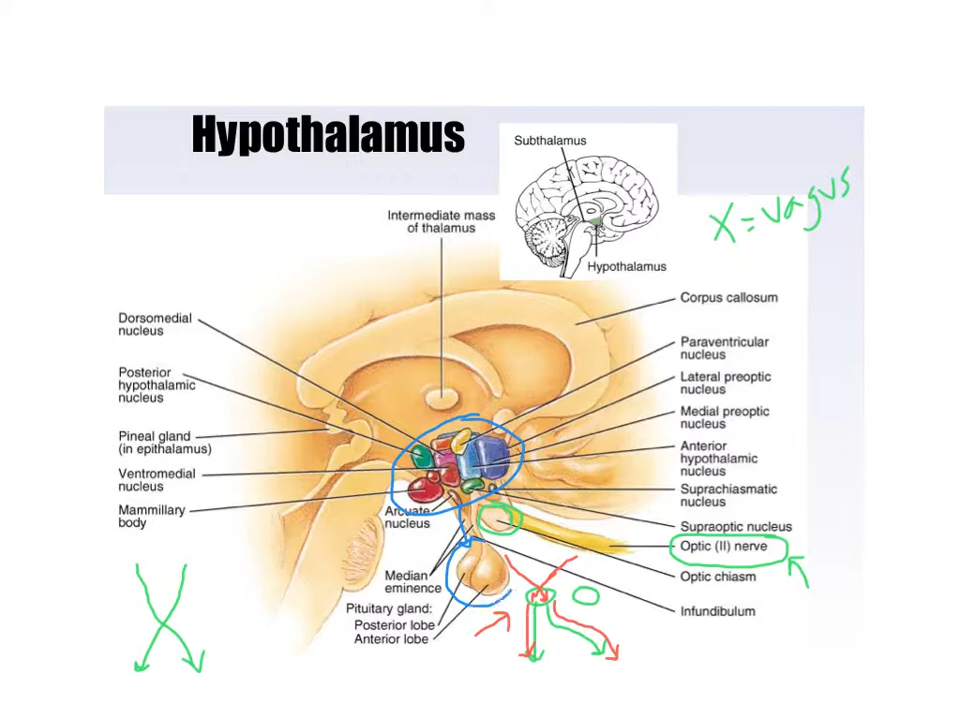 Hypothalamus
Subthalamus
Hypothalamus
X = vagus
Intermediate mass
of thalamus
Dorsomedial
nucleus
Posterior
hypothalamic
nucleus
Pineal gland
(in epithalamus)
Ventromedial
nucleus
Mammillary
body
Arcuate
nucleus
Median
eminence
Pituitary gland:
Posterior lobe
Anterior lobe
Corpus callosum
Paraventricular
nucleus
Lateral preoptic
nucleus
Medial preoptic
nucleus
Anterior
hypothalamic
nucleus
Suprachiasmatic
nucleus
Supraoptic nucleus
Optic (II) nerve
Optic chiasm
Infundibulum